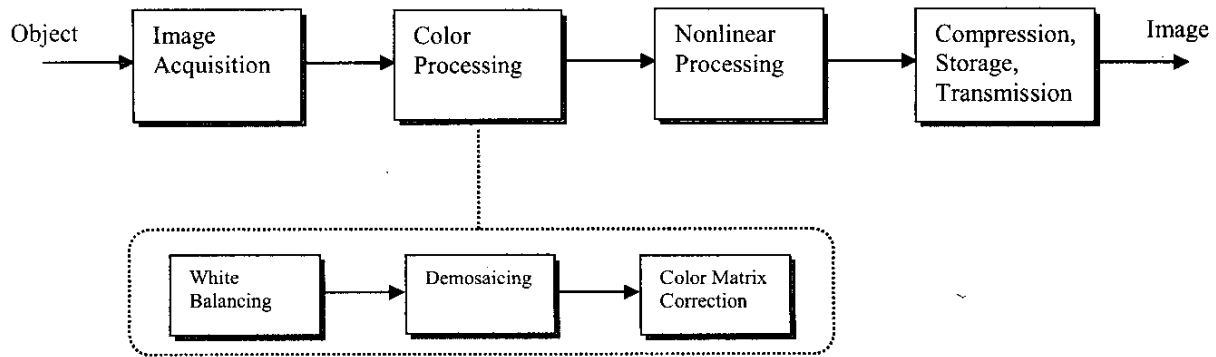 Object
Image
Acquisition
Color
Processing
Nonlinear
Processing
Compression,
Storage,
Transmission
Image
White
Balancing
Demosaicing
Color Matrix
Correction